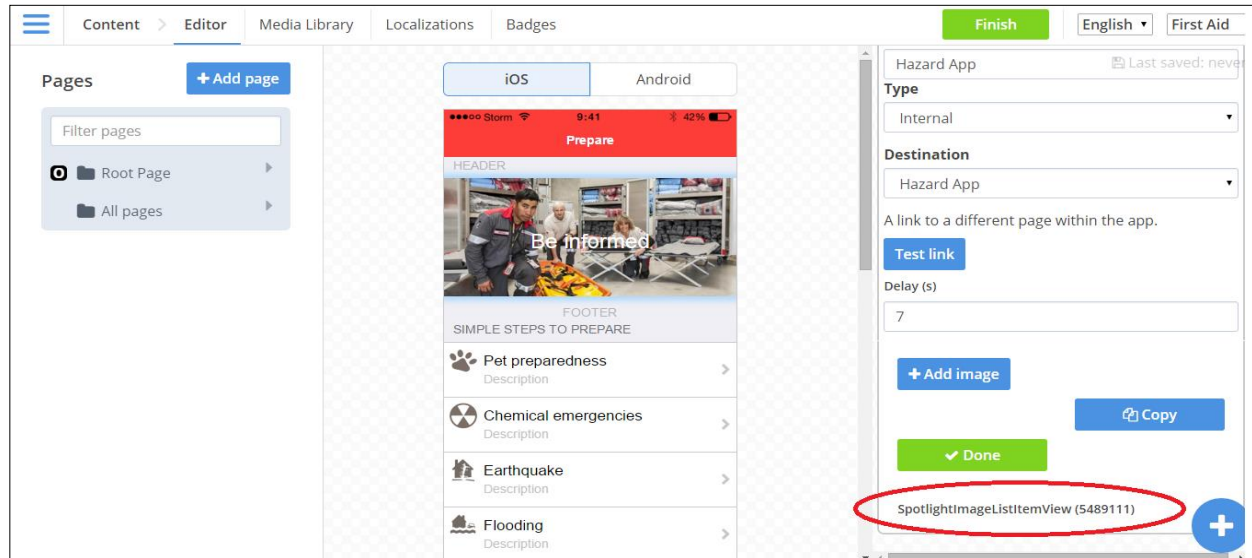 Content > Editor Media Library Localizations Badges Finish English First Aid
Pages
+ Add page
Filter pages
Root Page
All pages
iOS Android
Storm 9:41 42%
Prepare
HEADER
Be informed
FOOTER
SIMPLE STEPS TO PREPARE
Pet preparedness
Description
Chemical emergencies
Description
Earthquake
Description
Flooding
Description
Hazard App Last saved: never
Type
Internal
Destination
Hazard App
A link to a different page within the app.
Test link
Delay (s)
7
+ Add image
Copy
Done
SpotlightImageListItemView (5489111)
+